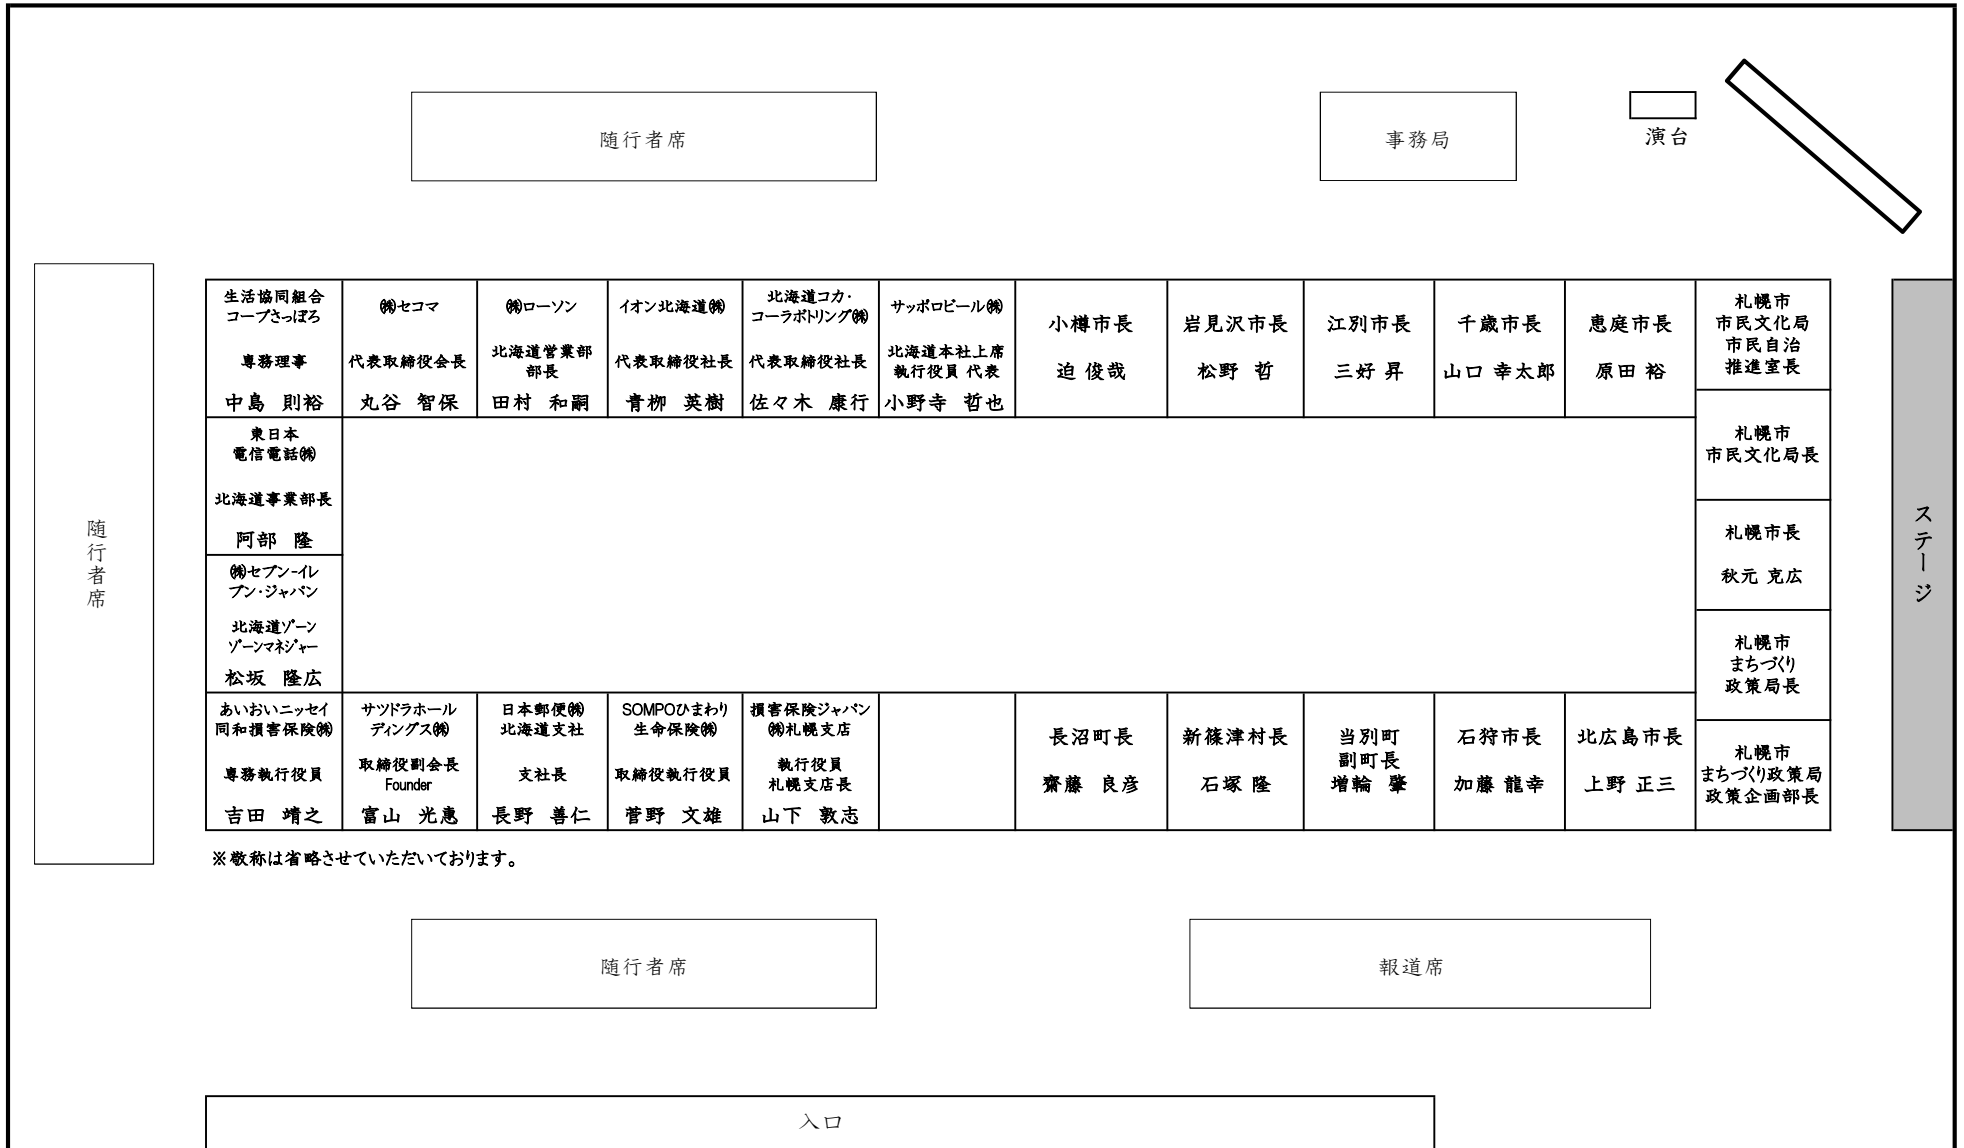 随行者席
事務局
演台
随行者席
ステージ
生活協同組合
コープさっぽろ
専務理事
中島 則裕
㈱セコマ
代表取締役会長
丸谷 智保
㈱ローソン
北海道営業部
部長
田村 和嗣
イオン北海道㈱
代表取締役社長
青柳 英樹
北海道コカ・
コーラボトリング㈱
代表取締役社長
佐々木 康行
サッポロビール㈱
北海道本社上席
執行役員 代表
小野寺 哲也
小樽市長
迫 俊哉
岩見沢市長
松野 哲
江別市長
三好 昇
千歳市長
山口 幸太郎
恵庭市長
原田 裕
札幌市
市民文化局
市民自治
推進室長
札幌市
市民文化局長
札幌市長
秋元 克広
札幌市
まちづくり
政策局長
札幌市
まちづくり政策局
政策企画部長
東日本
電信電話㈱
北海道事業部長
阿部 隆
㈱セブン-イレ
ブン・ジャパン
北海道ゾーン
ゾーンマネジャー
松坂 隆広
あいおいニッセイ
同和損害保険㈱
専務執行役員
吉田 靖之
サツドラホール
ディングス㈱
取締役副会長
Founder
富山 光惠
日本郵便㈱
北海道支社
支社長
長野 善仁
SOMPOひまわり
生命保険㈱
取締役執行役員
菅野 文雄
損害保険ジャパン
㈱札幌支店
執行役員
札幌支店長
山下 敦志
長沼町長
齋藤 良彦
新篠津村長
石塚 隆
当別町
副町長
増輪 肇
石狩市長
加藤 龍幸
北広島市長
上野 正三
※敬称は省略させていただいております。
随行者席
報道席
入口